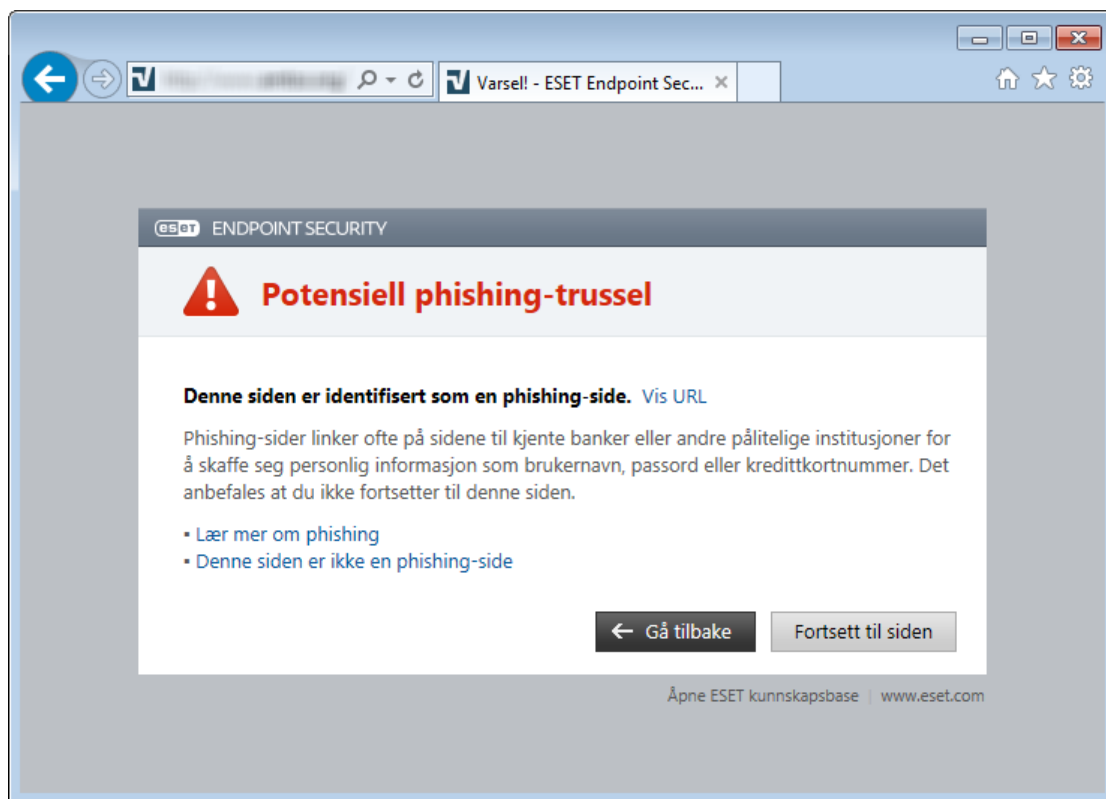 Varsel! - ESET Endpoint Sec...
eset ENDPOINT SECURITY
Potensiell phishing-trussel
Denne siden er identifisert som en phishing-side. Vis URL
Phishing-sider linker ofte på sidene til kjente banker eller andre pålitelige institusjoner for
å skaffe seg personlig informasjon som brukernavn, passord eller kredittkortnummer. Det
anbefales at du ikke fortsetter til denne siden.
▪ Lær mer om phishing
▪ Denne siden er ikke en phishing-side
Gå tilbake
Fortsett til siden
Åpne ESET kunnskapsbase | www.eset.com